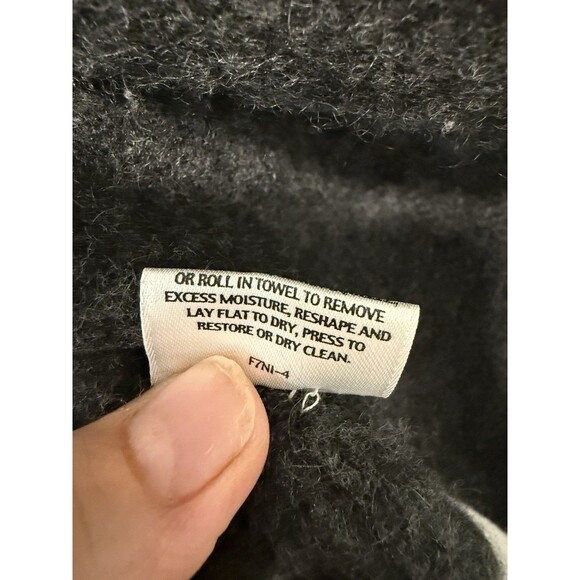 OR ROLL IN TOWEL TO REMOVE
EXCESS MOISTURE, RESHAPE AND
LAY FLAT TO DRY, PRESS TO
RESTORE OR DRY CLEAN.
F7NI-4